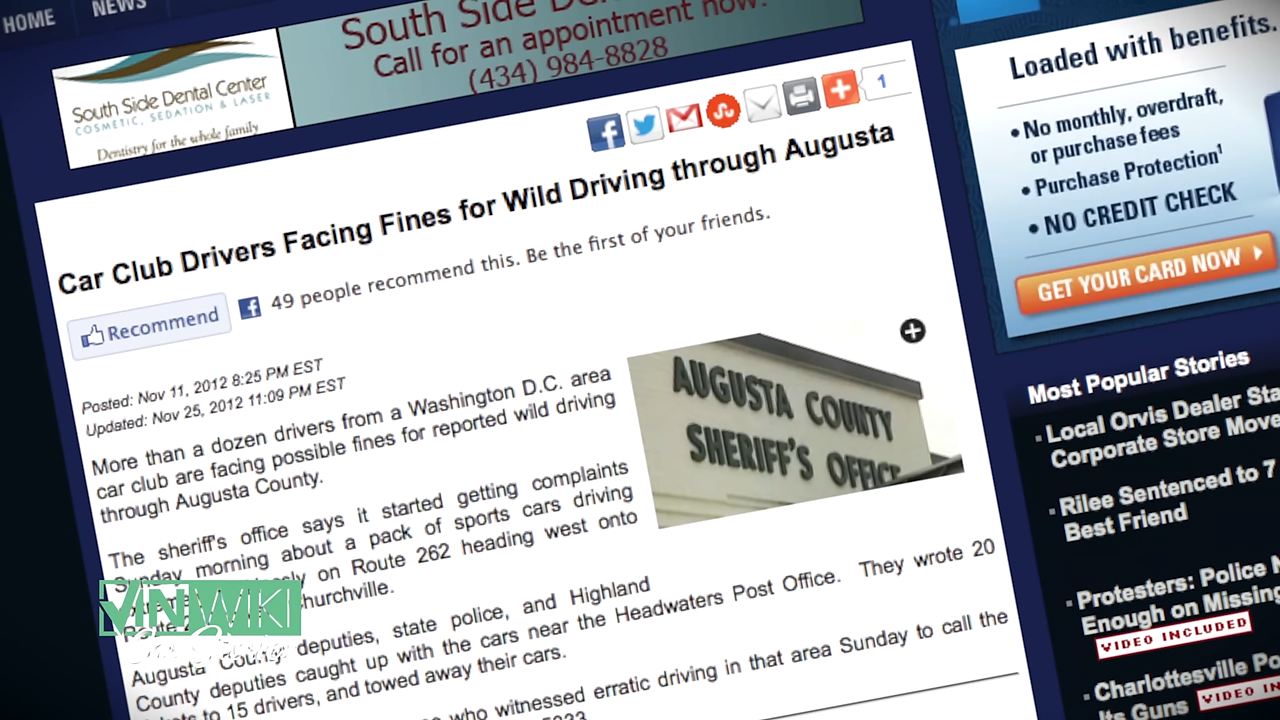 HOME
NEWS
South Side Dental Center
COSMETIC, SEDATION & LASER
Dentistry for the whole family
South Side
Call for an appointment now!
(434) 984-8828
1
Car Club Drivers Facing Fines for Wild Driving through Augusta
Recommend
49 people recommend this. Be the first of your friends.
Posted: Nov 11, 2012 8:25 PM EST
Updated: Nov 25, 2012 11:09 PM EST
More than a dozen drivers from a Washington D.C. area
car club are facing possible fines for reported wild driving
through Augusta County.
AUGUSTA COUNTY
SHERIFF'S OFFICE
The sheriff's office says it started getting complaints
Sunday morning about a pack of sports cars driving
on Route 262 heading west onto
Churchville.
Augusta County deputies, state police, and Highland
County deputies caught up with the cars near the Headwaters Post Office. They wrote 20
to 15 drivers, and towed away their cars.
who witnessed erratic driving in that area Sunday to call the
VINWIKI
Loaded with benefits.
• No monthly, overdraft,
or purchase fees
• Purchase Protection1
• NO CREDIT CHECK
GET YOUR CARD NOW
Most Popular Stories
Local Orvis Dealer
Corporate Store
Rilee Sentenced to 7
Best Friend
Protesters: Police
Enough on Missing
VIDEO INCLUDED
Charlottesville
Its Guns
VIDEO